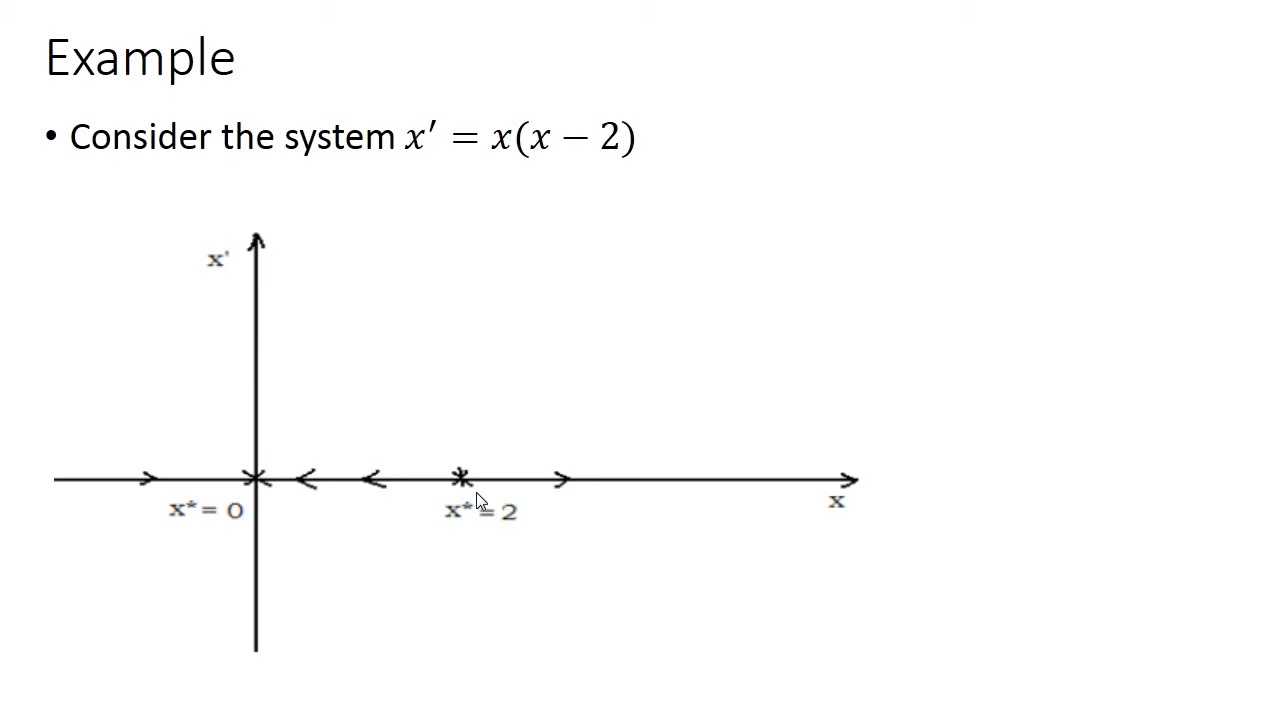 Example
• Consider the system 𝑥′ = 𝑥(𝑥 − 2)
x'
x* = 0
x* = 2
x